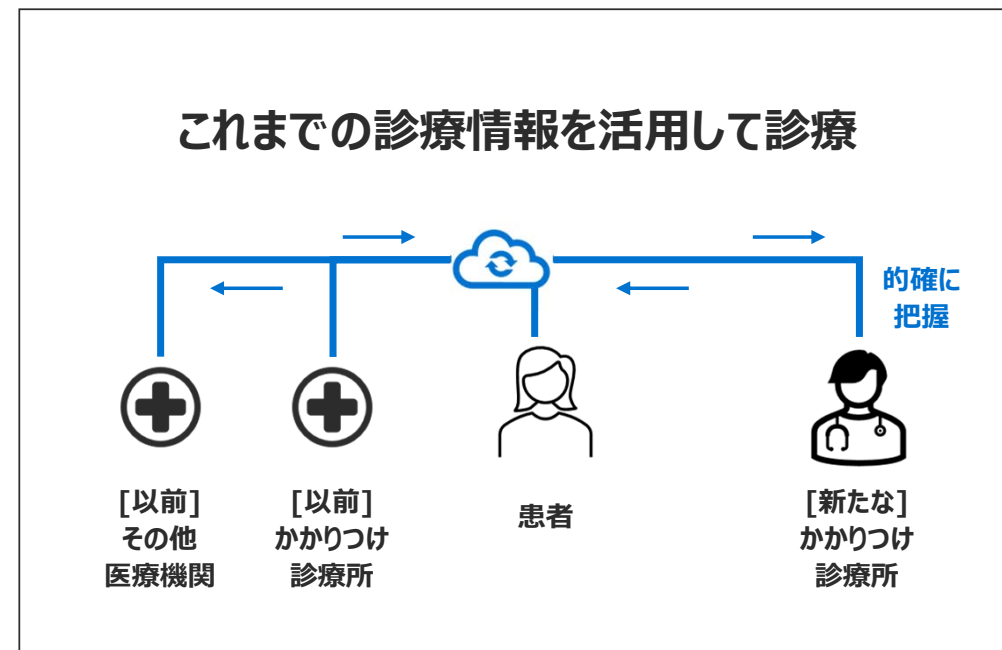 これまでの診療情報を活用して診療
的確に
把握
[以前]
その他
医療機関
[以前]
かかりつけ
診療所
患者
[新たな]
かかりつけ
診療所